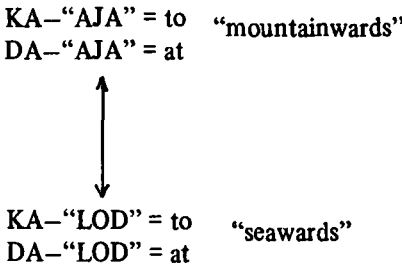 KA–“AJA” = to “mountainwards”
DA–“AJA” = at
KA–“LOD” = to “seawards”
DA–“LOD” = at